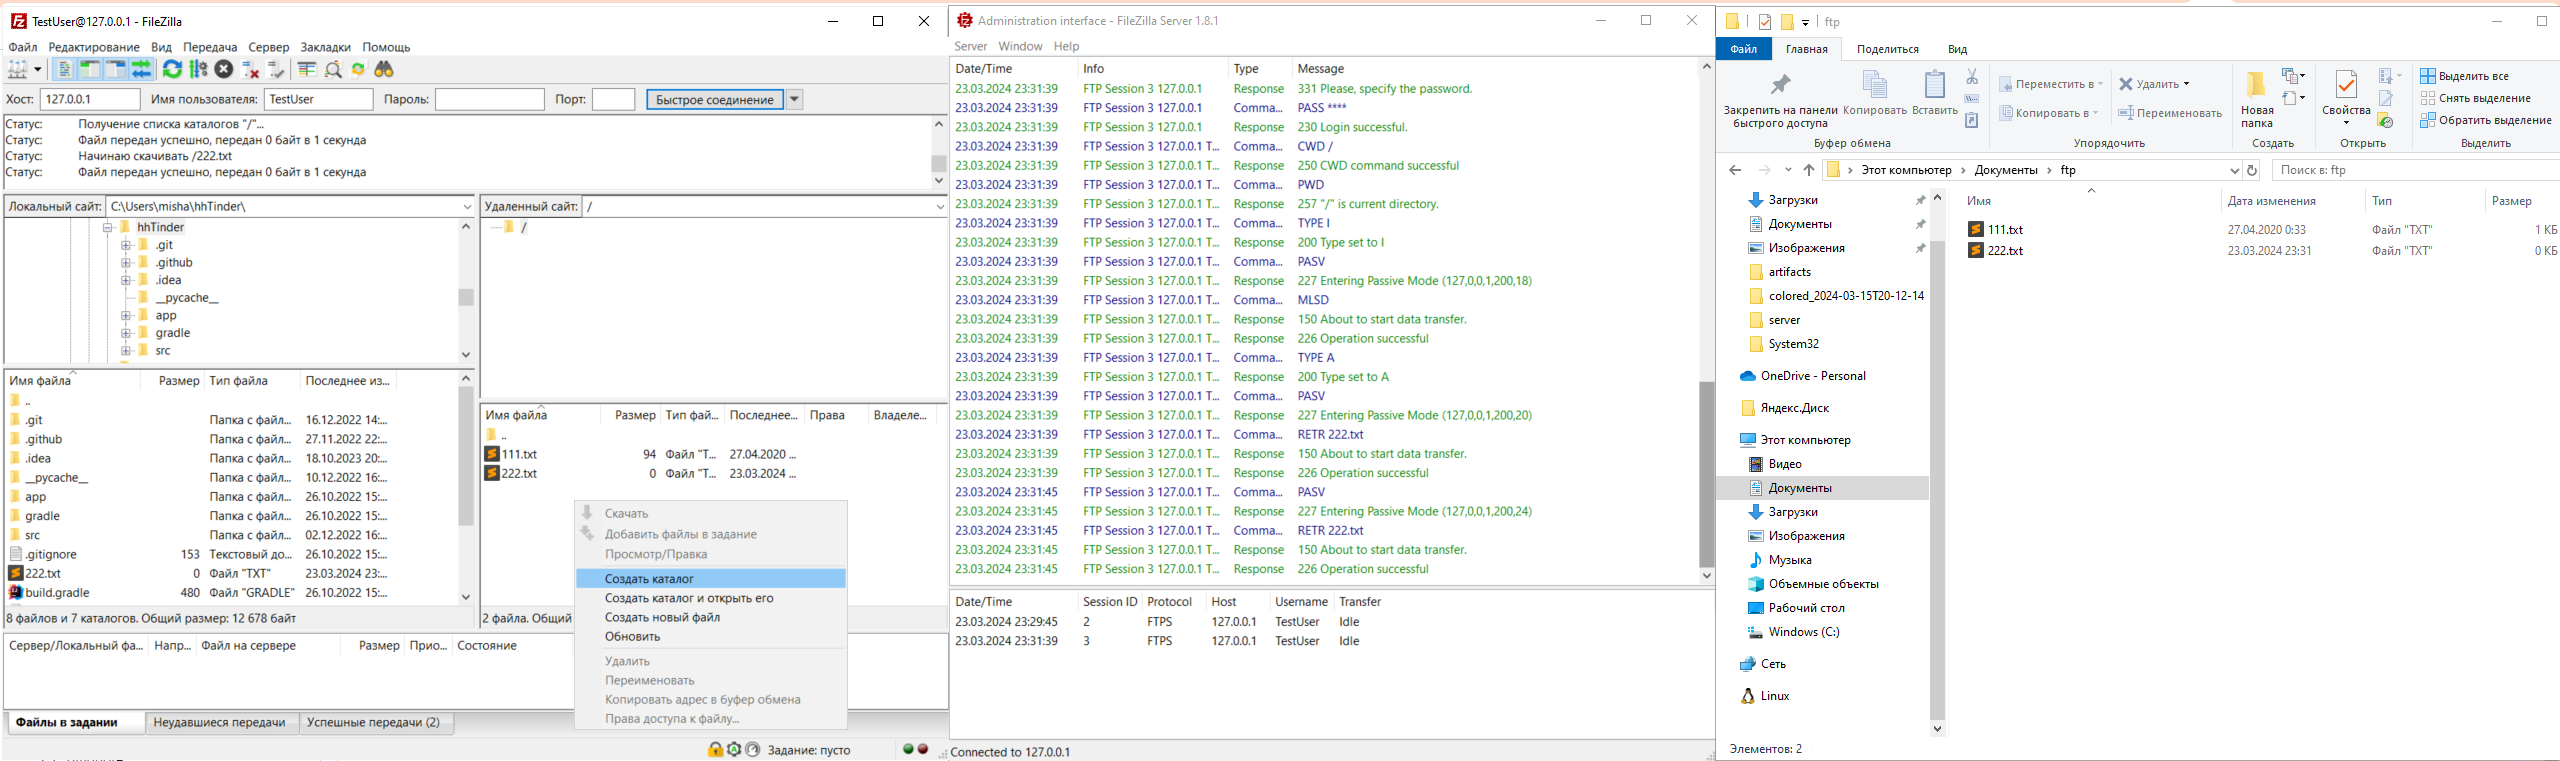 TestUser@127.0.0.1 - FileZilla
Файл Редактирование Вид Передача Сервер Закладки Помощь
Хост: 127.0.0.1 Имя пользователя: TestUser Пароль: Порт: Быстрое соединение
Статус: Получение списка каталогов "/"...
Статус: Файл передан успешно, передан 0 байт в 1 секунда
Статус: Начинаю скачивать /222.txt
Статус: Файл передан успешно, передан 0 байт в 1 секунда
Локальный сайт: C:\Users\misha\hhTinder\
hhTinder
.git
.github
.idea
__pycache__
app
gradle
src
Имя файла Размер Тип файла Последнее из...
..
.git Папка с файл... 16.12.2022 14:...
.github Папка с файл... 27.11.2022 22:...
.idea Папка с файл... 18.10.2023 20:...
__pycache__ Папка с файл... 10.12.2022 16:...
app Папка с файл... 26.10.2022 15:...
gradle Папка с файл... 26.10.2022 15:...
src Папка с файл... 02.12.2022 16:...
.gitignore 153 Текстовый до... 26.10.2022 15:...
222.txt 0 Файл "TXT" 23.03.2024 23:...
build.gradle 480 Файл "GRADLE" 26.10.2022 15:...
8 файлов и 7 каталогов. Общий размер: 12 678 байт
Удаленный сайт: /
/
Имя файла Размер Тип фай... Последнее... Права Владеле...
..
111.txt 94 Файл "T... 27.04.2020 ...
222.txt 0 Файл "T... 23.03.2024 ...
2 файла. Общий
Скачать
Добавить файлы в задание
Просмотр/Правка
Создать каталог
Создать каталог и открыть его
Создать новый файл
Обновить
Удалить
Переименовать
Копировать адрес в буфер обмена
Права доступа к файлу...
Сервер/Локальный фа... Напр... Файл на сервере Размер Прио... Состояние
Файлы в задании Неудавшиеся передачи Успешные передачи (2)
Задание: пусто
Administration interface - FileZilla Server 1.8.1
Server Window Help
Date/Time Info Type Message
23.03.2024 23:31:39 FTP Session 3 127.0.0.1 Response 331 Please, specify the password.
23.03.2024 23:31:39 FTP Session 3 127.0.0.1 Comma... PASS ****
23.03.2024 23:31:39 FTP Session 3 127.0.0.1 Response 230 Login successful.
23.03.2024 23:31:39 FTP Session 3 127.0.0.1 T... Comma... CWD /
23.03.2024 23:31:39 FTP Session 3 127.0.0.1 T... Response 250 CWD command successful
23.03.2024 23:31:39 FTP Session 3 127.0.0.1 T... Comma... PWD
23.03.2024 23:31:39 FTP Session 3 127.0.0.1 T... Response 257 "/" is current directory.
23.03.2024 23:31:39 FTP Session 3 127.0.0.1 T... Comma... TYPE I
23.03.2024 23:31:39 FTP Session 3 127.0.0.1 T... Response 200 Type set to I
23.03.2024 23:31:39 FTP Session 3 127.0.0.1 T... Comma... PASV
23.03.2024 23:31:39 FTP Session 3 127.0.0.1 T... Response 227 Entering Passive Mode (127,0,0,1,200,18)
23.03.2024 23:31:39 FTP Session 3 127.0.0.1 T... Comma... MLSD
23.03.2024 23:31:39 FTP Session 3 127.0.0.1 T... Response 150 About to start data transfer.
23.03.2024 23:31:39 FTP Session 3 127.0.0.1 T... Response 226 Operation successful
23.03.2024 23:31:39 FTP Session 3 127.0.0.1 T... Comma... TYPE A
23.03.2024 23:31:39 FTP Session 3 127.0.0.1 T... Response 200 Type set to A
23.03.2024 23:31:39 FTP Session 3 127.0.0.1 T... Comma... PASV
23.03.2024 23:31:39 FTP Session 3 127.0.0.1 T... Response 227 Entering Passive Mode (127,0,0,1,200,20)
23.03.2024 23:31:39 FTP Session 3 127.0.0.1 T... Comma... RETR 222.txt
23.03.2024 23:31:39 FTP Session 3 127.0.0.1 T... Response 150 About to start data transfer.
23.03.2024 23:31:39 FTP Session 3 127.0.0.1 T... Response 226 Operation successful
23.03.2024 23:31:45 FTP Session 3 127.0.0.1 T... Comma... PASV
23.03.2024 23:31:45 FTP Session 3 127.0.0.1 T... Response 227 Entering Passive Mode (127,0,0,1,200,24)
23.03.2024 23:31:45 FTP Session 3 127.0.0.1 T... Comma... RETR 222.txt
23.03.2024 23:31:45 FTP Session 3 127.0.0.1 T... Response 150 About to start data transfer.
23.03.2024 23:31:45 FTP Session 3 127.0.0.1 T... Response 226 Operation successful
Date/Time Session ID Protocol Host Username Transfer
23.03.2024 23:29:45 2 FTPS 127.0.0.1 TestUser Idle
23.03.2024 23:31:39 3 FTPS 127.0.0.1 TestUser Idle
Connected to 127.0.0.1
ftp
Файл Главная Поделиться Вид
Закрепить на панели быстрого доступа
Копировать
Вставить
Буфер обмена
Переместить в
Копировать в
Удалить
Переименовать
Упорядочить
Новая папка
Создать
Свойства
Открыть
Выделить все
Снять выделение
Обратить выделение
Выделить
Этот компьютер › Документы › ftp
Поиск в: ftp
Загрузки
Документы
Изображения
artifacts
colored_2024-03-15T20-12-14
server
System32
OneDrive - Personal
Яндекс.Диск
Этот компьютер
Видео
Документы
Загрузки
Изображения
Музыка
Объемные объекты
Рабочий стол
Windows (C:)
Сеть
Linux
Имя Дата изменения Тип Размер
111.txt 27.04.2020 0:33 Файл "TXT" 1 КБ
222.txt 23.03.2024 23:31 Файл "TXT" 0 КБ
Элементов: 2